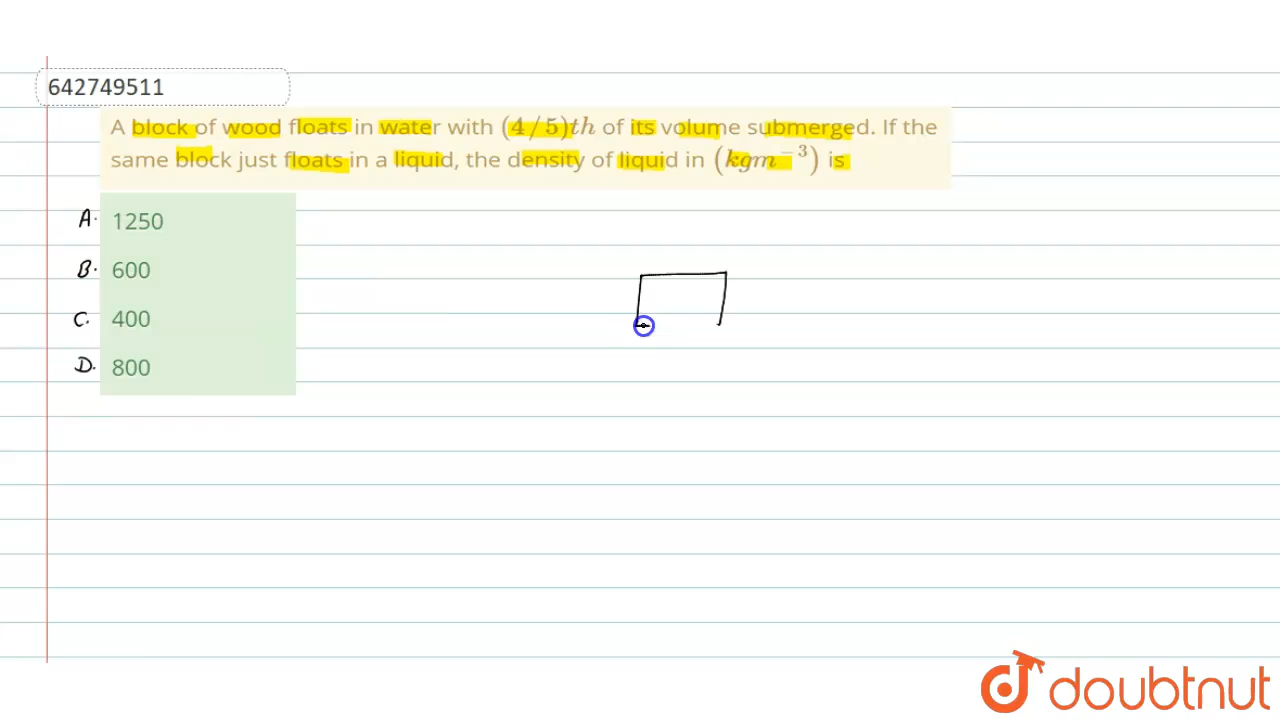 642749511
A block of wood floats in water with (4/5)th of its volume submerged. If the
same block just floats in a liquid, the density of liquid in (kgm⁻³) is
A. 1250
B. 600
C. 400
D. 800
doubtnut